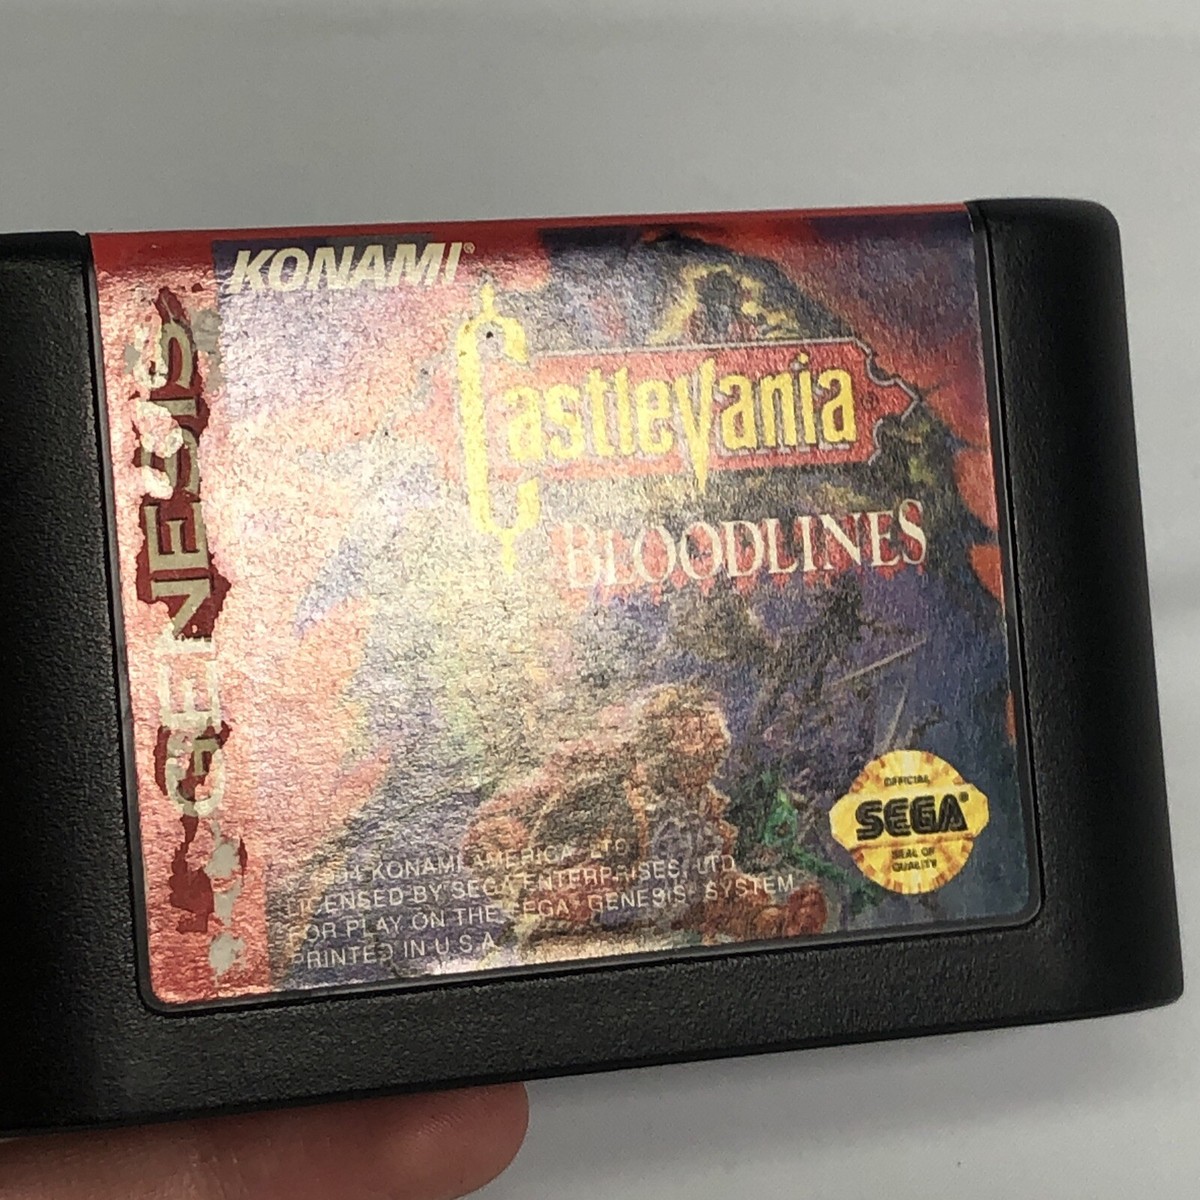 KONAMI®
GENESIS
Castlevania
BLOODLINES
OFFICIAL
SEGA®
SEAL OF
QUALITY
KONAMI AMERICA, LTD.
LICENSED BY SEGA ENTERPRISES, LTD.
FOR PLAY ON THE SEGA GENESIS SYSTEM
PRINTED IN U.S.A.